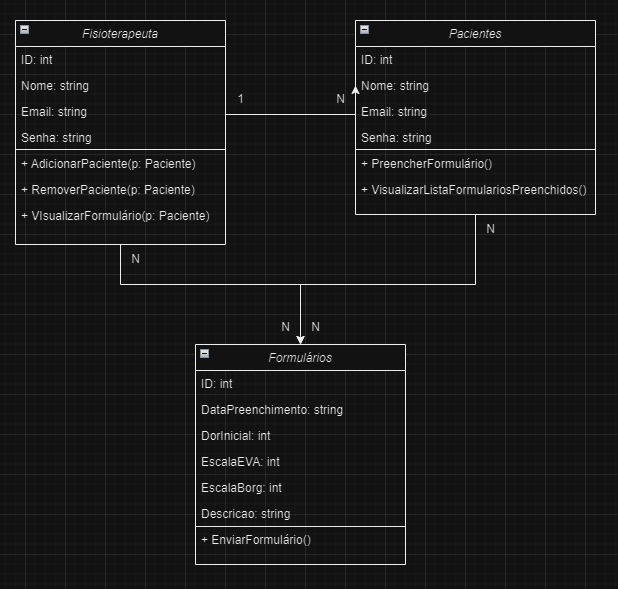 Fisioterapeuta
ID: int
Nome: string
Email: string
Senha: string
+ AdicionarPaciente(p: Paciente)
+ RemoverPaciente(p: Paciente)
+ VIsualizarFormulário(p: Paciente)
1
N
Pacientes
ID: int
Nome: string
Email: string
Senha: string
+ PreencherFormulário()
+ VisualizarListaFormulariosPreenchidos()
N
N
N
N
Formulários
ID: int
DataPreenchimento: string
DorInicial: int
EscalaEVA: int
EscalaBorg: int
Descricao: string
+ EnviarFormulário()